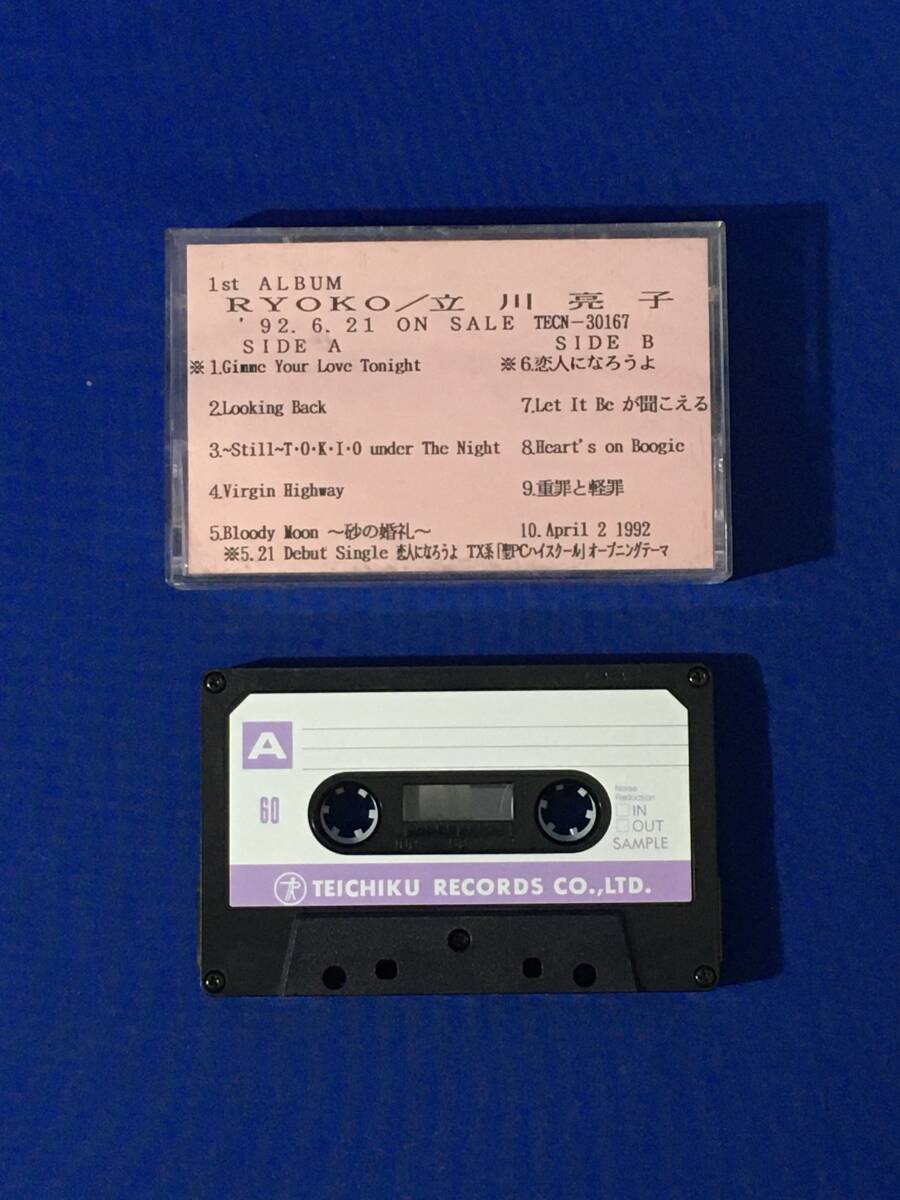 1st ALBUM
RYOKO/立川亮子
'92.6.21 ON SALE TECN-30167
SIDE A SIDE B
※1.Gimme Your Love Tonight ※6.恋人になろうよ
2.Looking Back 7.Let It Be が聞こえる
3.~Still~T·O·K·I·O under The Night 8.Heart's on Boogie
4.Virgin Highway 9.重罪と軽罪
5.Bloody Moon ～砂の婚礼～ 10.April 2 1992
※5.21 Debut Single 恋人になろうよ TX系「聖PCハイスクール」オープニングテーマ
A
60
Noise
Reduction
IN
OUT
SAMPLE
TEICHIKU RECORDS CO.,LTD.